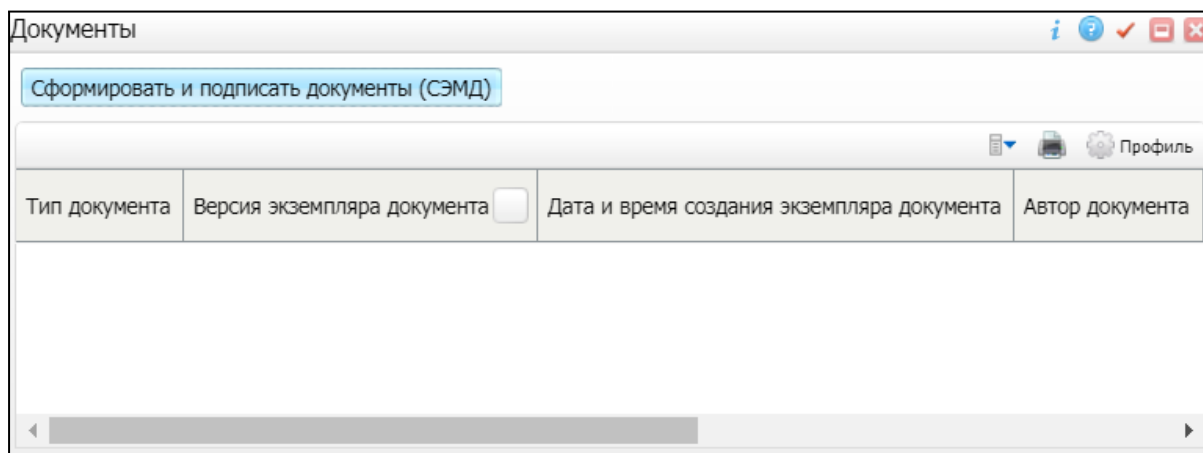 Документы
Сформировать и подписать документы (СЭМД)
Профиль
Тип документа Версия экземпляра документа Дата и время создания экземпляра документа Автор документа